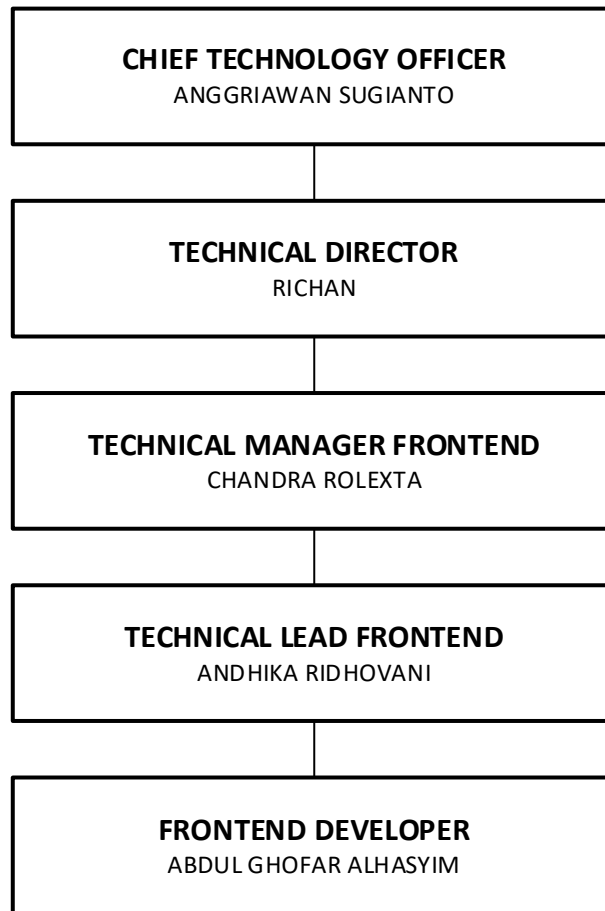 CHIEF TECHNOLOGY OFFICER
ANGGRIAWAN SUGIANTO
TECHNICAL DIRECTOR
RICHAN
TECHNICAL MANAGER FRONTEND
CHANDRA ROLEXTA
TECHNICAL LEAD FRONTEND
ANDHIKA RIDHOVANI
FRONTEND DEVELOPER
ABDUL GHOFAR ALHASYIM